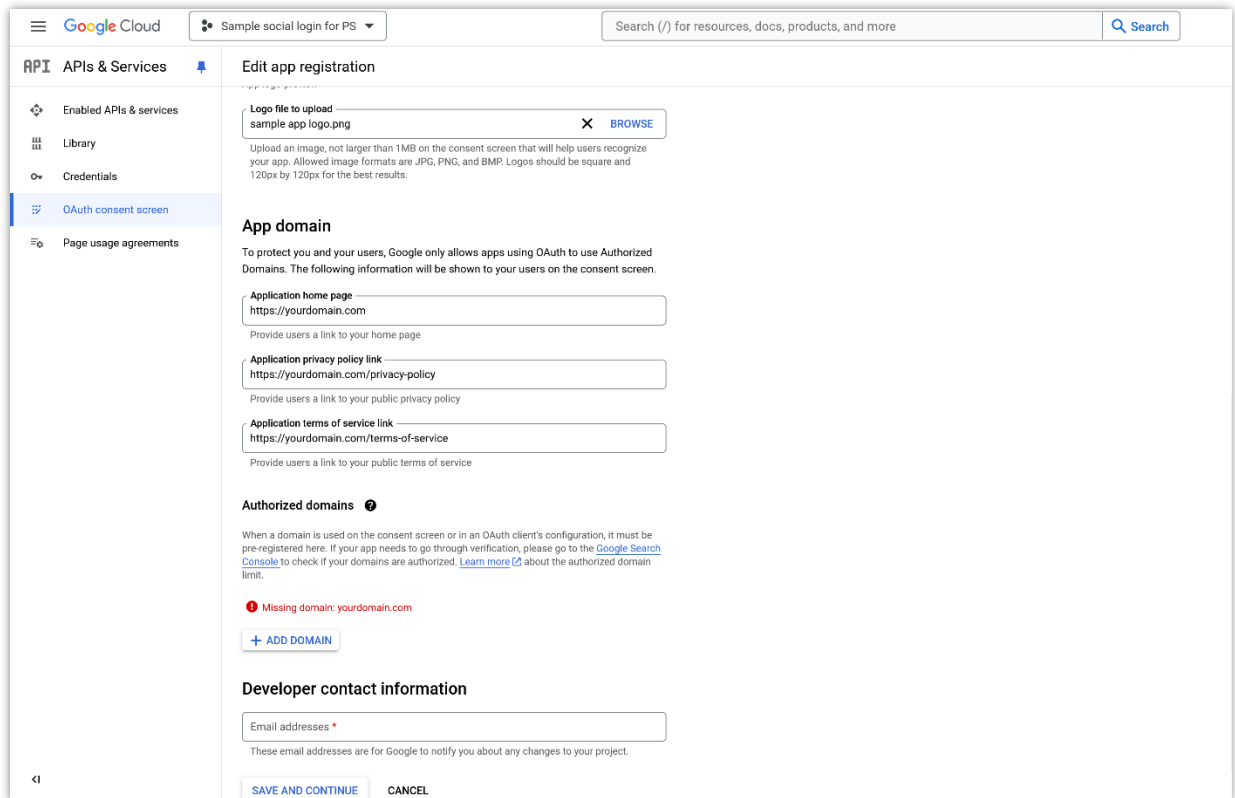 Google Cloud
Sample social login for PS
Search (/) for resources, docs, products, and more
Search
API APIs & Services
Edit app registration
Enabled APIs & services
Library
Credentials
OAuth consent screen
Page usage agreements
App logo preview
Logo file to upload
sample app logo.png
BROWSE
Upload an image, not larger than 1MB on the consent screen that will help users recognize
your app. Allowed image formats are JPG, PNG, and BMP. Logos should be square and
120px by 120px for the best results.
App domain
To protect you and your users, Google only allows apps using OAuth to use Authorized
Domains. The following information will be shown to your users on the consent screen.
Application home page
https://yourdomain.com
Provide users a link to your home page
Application privacy policy link
https://yourdomain.com/privacy-policy
Provide users a link to your public privacy policy
Application terms of service link
https://yourdomain.com/terms-of-service
Provide users a link to your public terms of service
Authorized domains
When a domain is used on the consent screen or in an OAuth client's configuration, it must be
pre-registered here. If your app needs to go through verification, please go to the Google Search
Console to check if your domains are authorized. Learn more about the authorized domain
limit.
Missing domain: yourdomain.com
+ ADD DOMAIN
Developer contact information
Email addresses *
These email addresses are for Google to notify you about any changes to your project.
SAVE AND CONTINUE
CANCEL